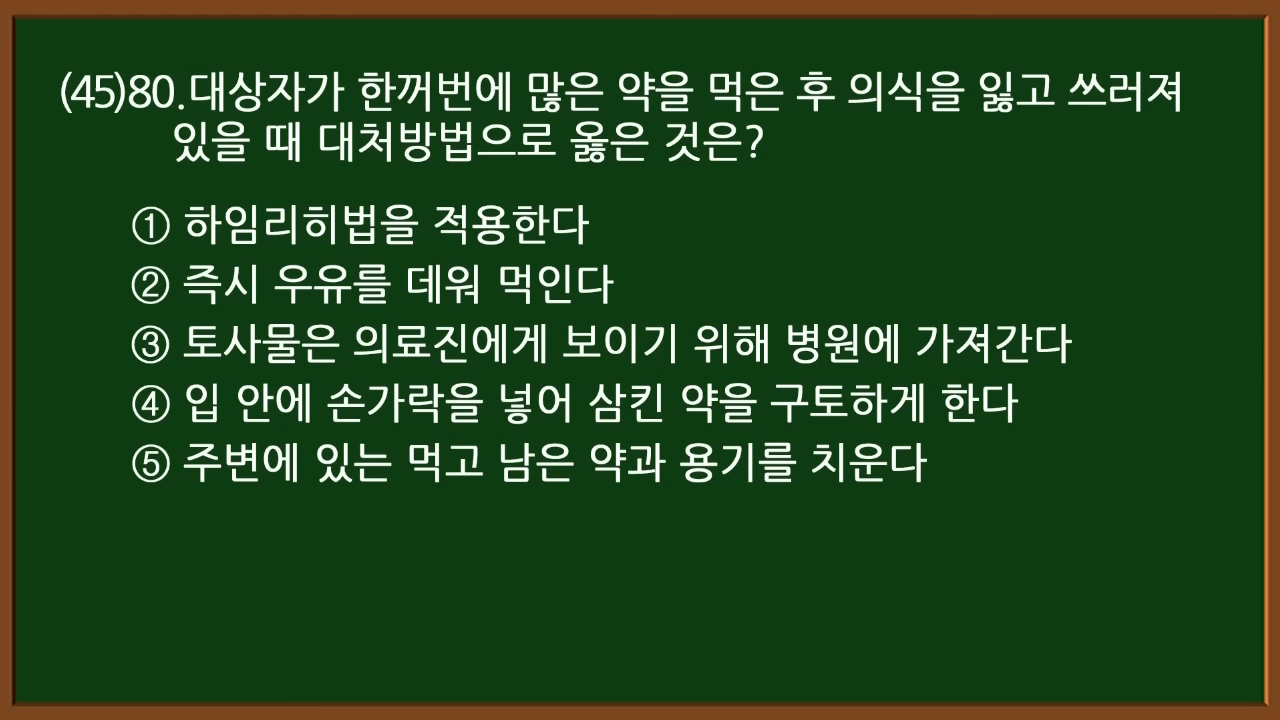 (45)80.대상자가 한꺼번에 많은 약을 먹은 후 의식을 잃고 쓰러져
있을 때 대처방법으로 옳은 것은?
① 하임리히법을 적용한다
② 즉시 우유를 데워 먹인다
③ 토사물은 의료진에게 보이기 위해 병원에 가져간다
④ 입 안에 손가락을 넣어 삼킨 약을 구토하게 한다
⑤ 주변에 있는 먹고 남은 약과 용기를 치운다